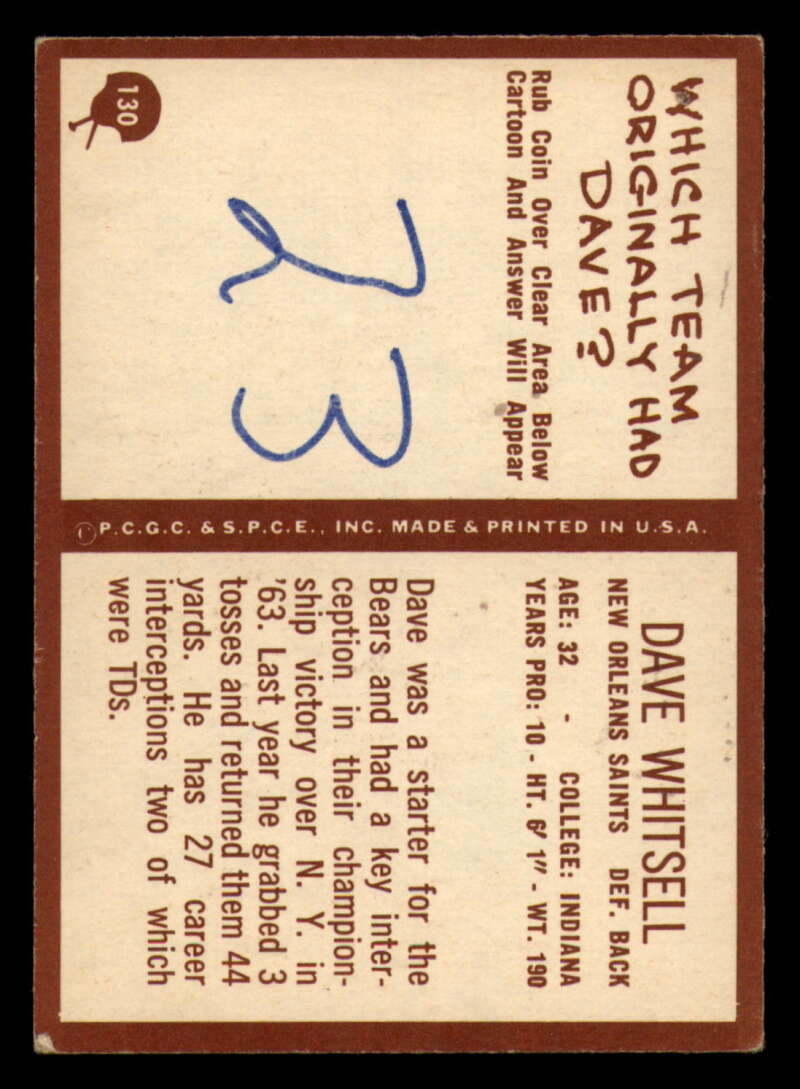 130
WHICH TEAM
ORIGINALLY HAD
DAVE?
Rub Coin Over Clear Area Below
Cartoon And Answer Will Appear
23
©P.C.G.C. & S.P.C.E., INC. MADE & PRINTED IN U.S.A.
DAVE WHITSELL
NEW ORLEANS SAINTS DEF. BACK
AGE: 32 - COLLEGE: INDIANA
YEARS PRO: 10 - HT. 6' 1" - WT. 190
Dave was a starter for the
Bears and had a key inter-
ception in their champion-
ship victory over N. Y. in
'63. Last year he grabbed 3
tosses and returned them 44
yards. He has 27 career
interceptions two of which
were TDs.